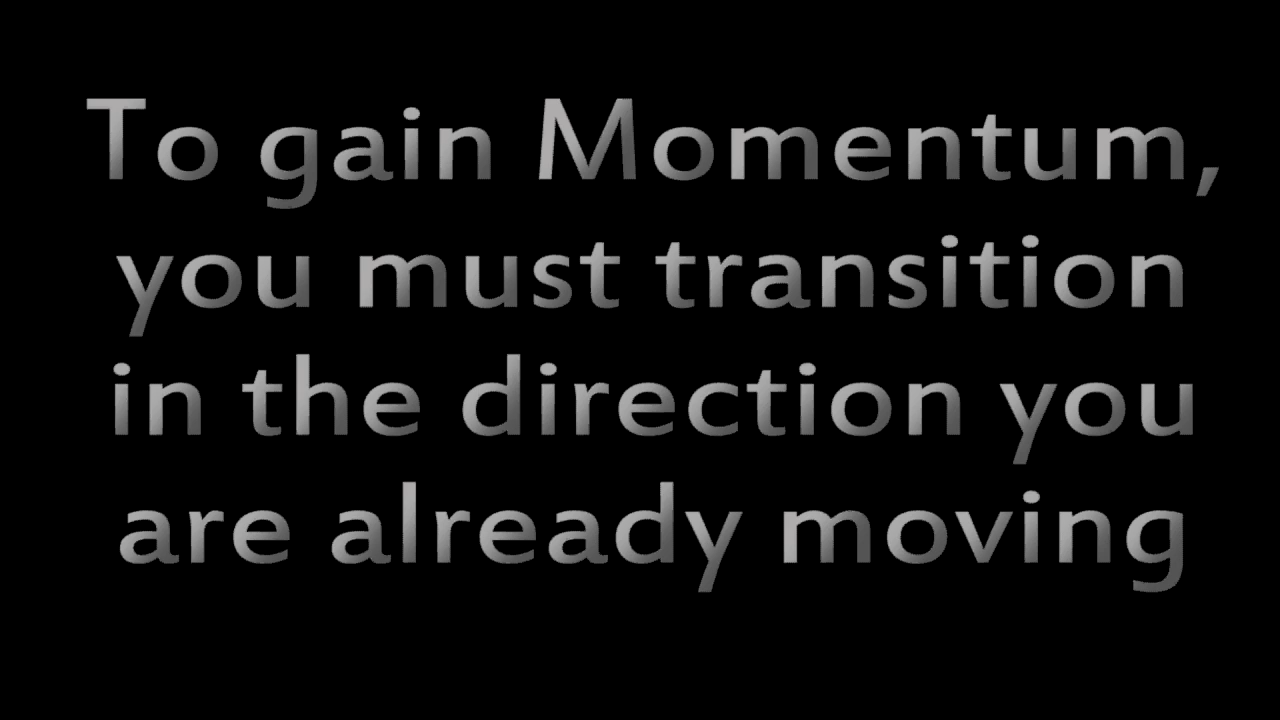 To gain Momentum,
you must transition
in the direction you
are already moving